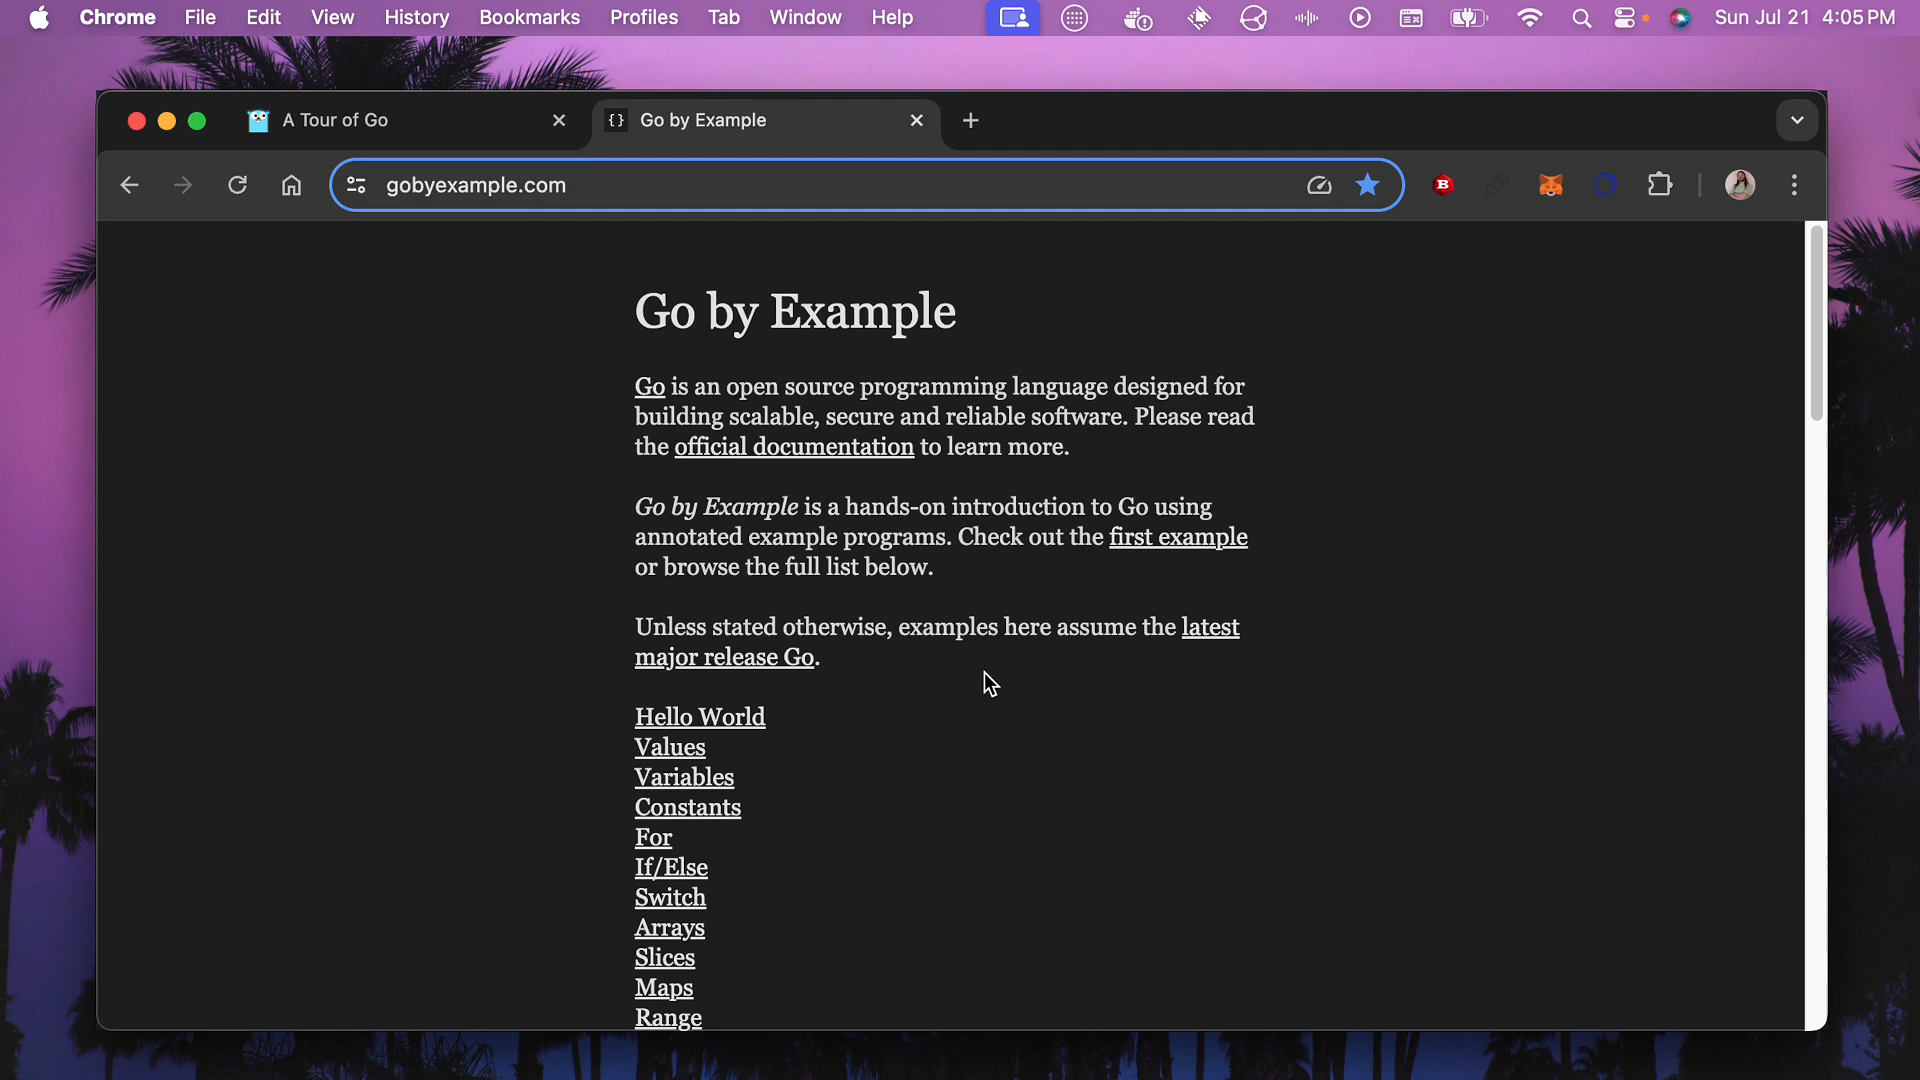 Chrome File Edit View History Bookmarks Profiles Tab Window Help Sun Jul 21 4:05 PM
A Tour of Go {} Go by Example
gobyexample.com B
Go by Example
Go is an open source programming language designed for
building scalable, secure and reliable software. Please read
the official documentation to learn more.
Go by Example is a hands-on introduction to Go using
annotated example programs. Check out the first example
or browse the full list below.
Unless stated otherwise, examples here assume the latest
major release Go.
Hello World
Values
Variables
Constants
For
If/Else
Switch
Arrays
Slices
Maps
Range